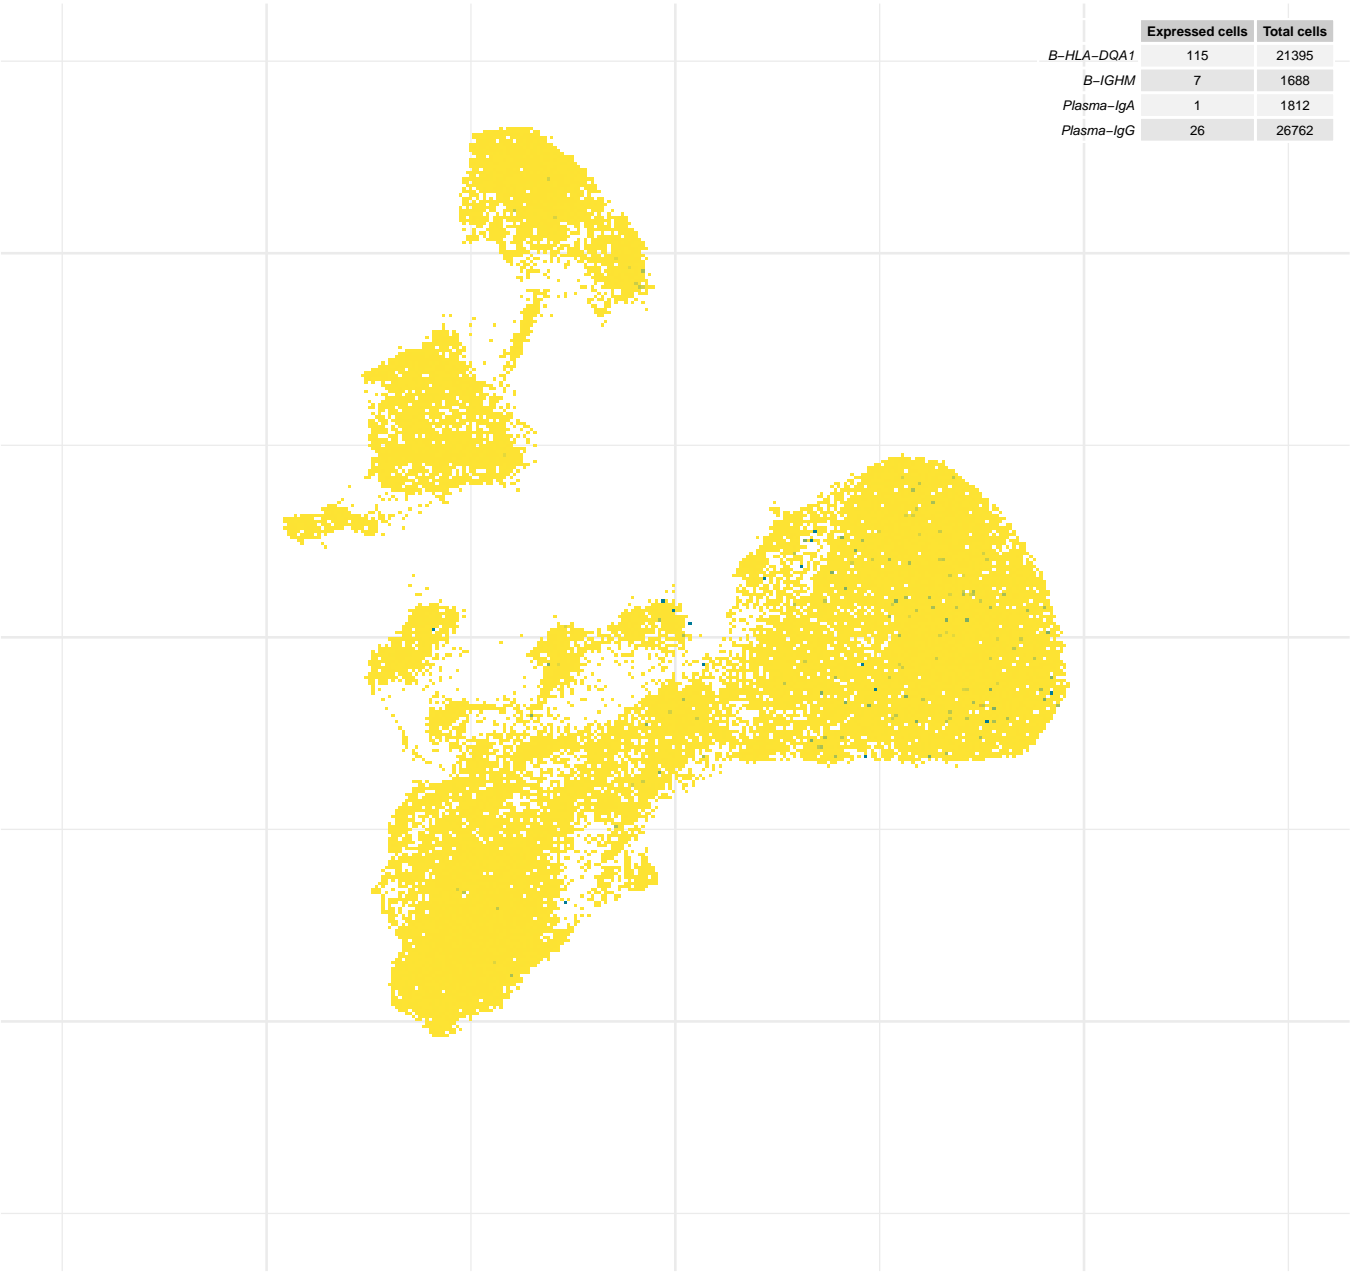 Expressed cells Total cells
B−HLA−DQA1 115 21395
B−IGHM 7 1688
Plasma−IgA 1 1812
Plasma−IgG 26 26762